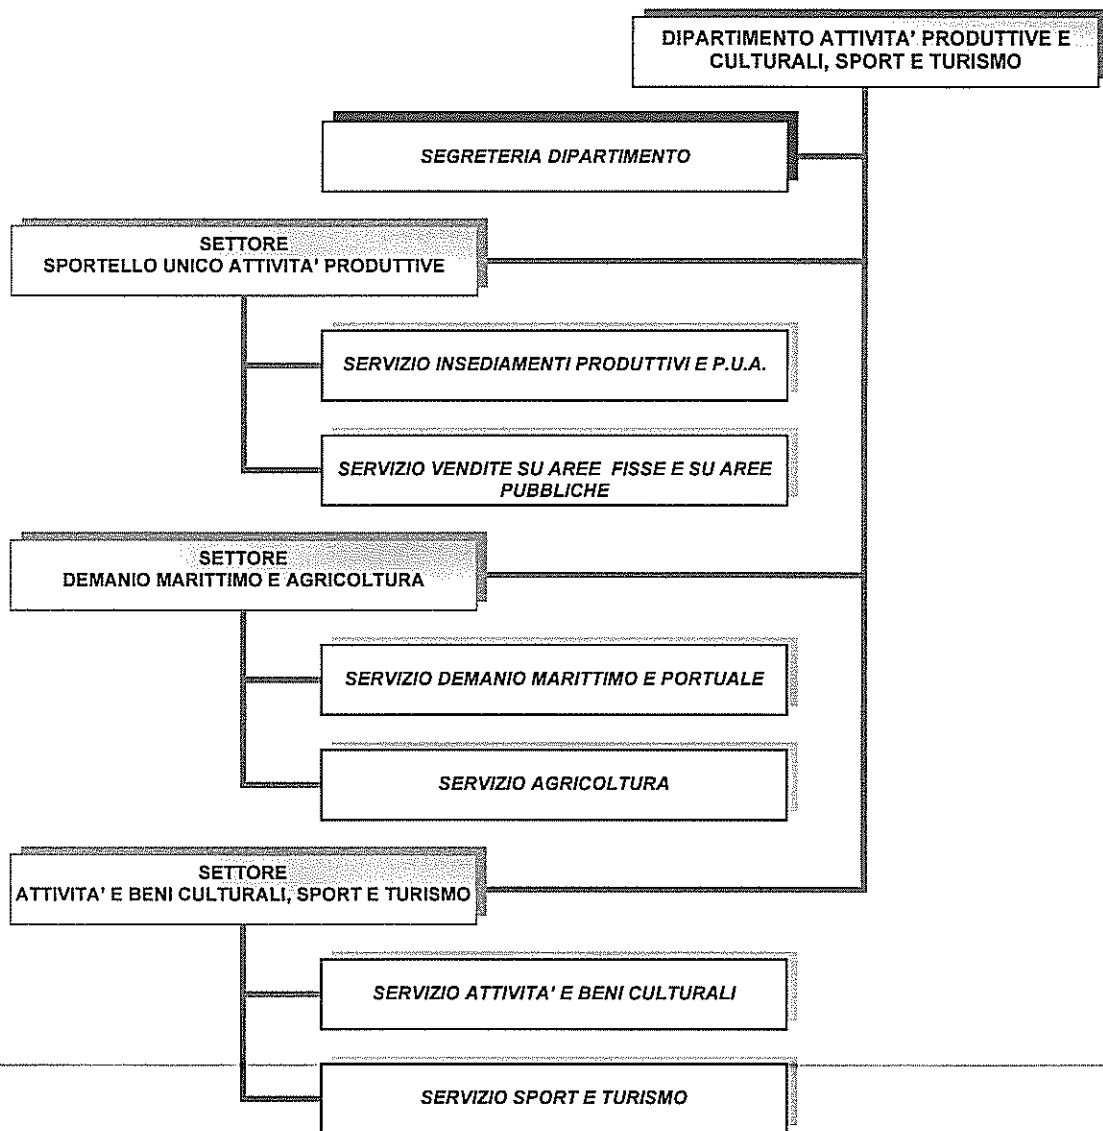 DIPARTIMENTO ATTIVITA' PRODUTTIVE E
CULTURALI, SPORT E TURISMO
SEGRETERIA DIPARTIMENTO
SETTORE
SPORTELLO UNICO ATTIVITA' PRODUTTIVE
SERVIZIO INSEDIAMENTI PRODUTTIVI E P.U.A.
SERVIZIO VENDITE SU AREE FISSE E SU AREE
PUBBLICHE
SETTORE
DEMANIO MARITTIMO E AGRICOLTURA
SERVIZIO DEMANIO MARITTIMO E PORTUALE
SERVIZIO AGRICOLTURA
SETTORE
ATTIVITA' E BENI CULTURALI, SPORT E TURISMO
SERVIZIO ATTIVITA' E BENI CULTURALI
SERVIZIO SPORT E TURISMO